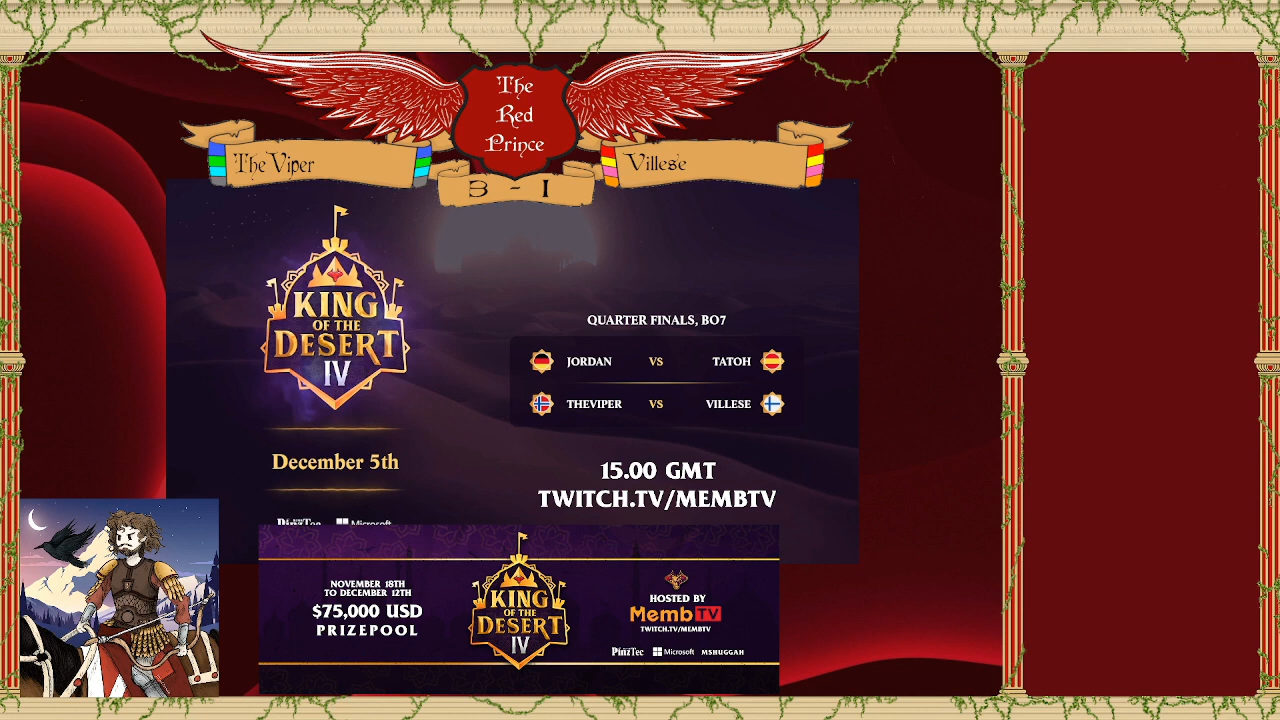 The
Red
Prince
The Viper
Villese
3 - 1
KING
OF THE
DESERT
IV
December 5th
PinzTec Microsoft
QUARTER FINALS, BO7
JORDAN VS TATOH
THEVIPER VS VILLESE
15.00 GMT
TWITCH.TV/MEMBTV
NOVEMBER 18TH
TO DECEMBER 12TH
$75,000 USD
PRIZEPOOL
KING
OF THE
DESERT
IV
HOSTED BY
MembTV
TWITCH.TV/MEMBTV
PinzTec Microsoft MSHUGGAH